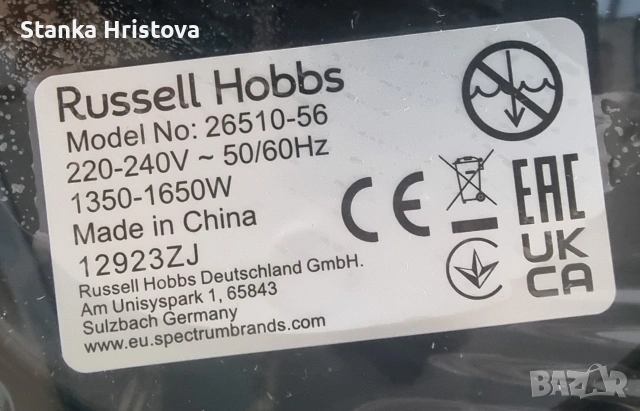 Stanka Hristova
Russell Hobbs
Model No: 26510-56
220-240V ~ 50/60Hz
1350-1650W
Made in China
12923ZJ
Russell Hobbs Deutschland GmbH.
Am Unisyspark 1, 65843
Sulzbach Germany
www.eu.spectrumbrands.com
CE
EAC
UK
CA
BAZAR